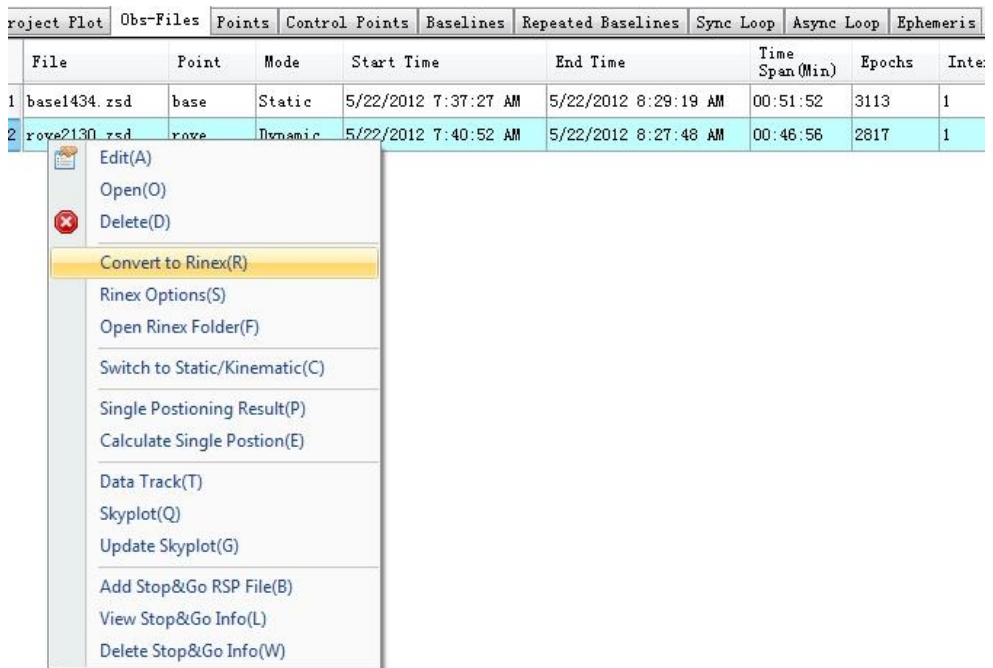 roject Plot Obs-Files Points Control Points Baselines Repeated Baselines Sync Loop Async Loop Ephemeris
File Point Mode Start Time End Time Time Span(Min) Epochs Inte
1 base1434.zsd base Static 5/22/2012 7:37:27 AM 5/22/2012 8:29:19 AM 00:51:52 3113 1
2 rove2130.zsd rove Dynamic 5/22/2012 7:40:52 AM 5/22/2012 8:27:48 AM 00:46:56 2817 1
Edit(A)
Open(O)
Delete(D)
Convert to Rinex(R)
Rinex Options(S)
Open Rinex Folder(F)
Switch to Static/Kinematic(C)
Single Postioning Result(P)
Calculate Single Postion(E)
Data Track(T)
Skyplot(Q)
Update Skyplot(G)
Add Stop&Go RSP File(B)
View Stop&Go Info(L)
Delete Stop&Go Info(W)